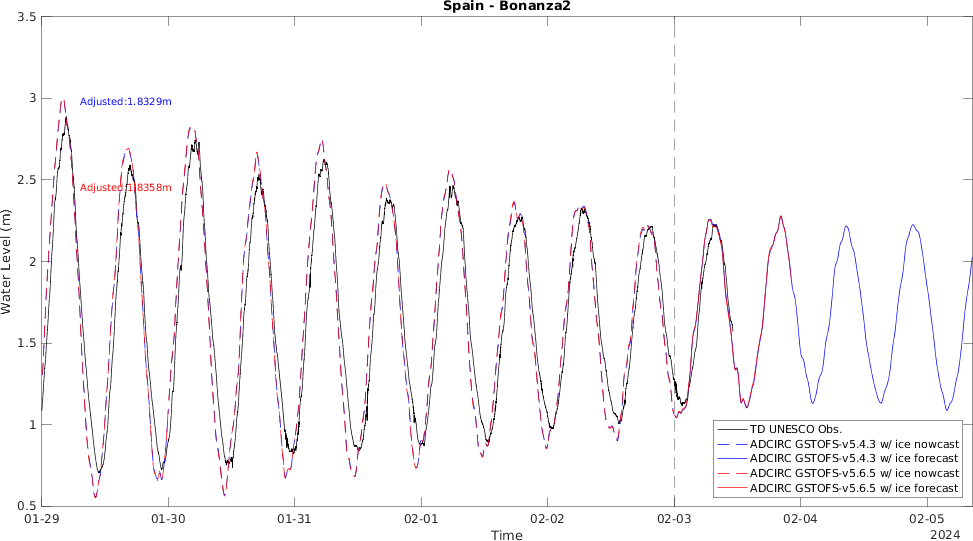 Spain - Bonanza2
3.5
3
2.5
2
1.5
1
0.5
Water Level (m)
Adjusted:1.8329m
Adjusted:1.8358m
TD UNESCO Obs.
ADCIRC GSTOFS-v5.4.3 w/ ice nowcast
ADCIRC GSTOFS-v5.4.3 w/ ice forecast
ADCIRC GSTOFS-v5.6.5 w/ ice nowcast
ADCIRC GSTOFS-v5.6.5 w/ ice forecast
01-29 01-30 01-31 02-01 02-02 02-03 02-04 02-05
Time
2024